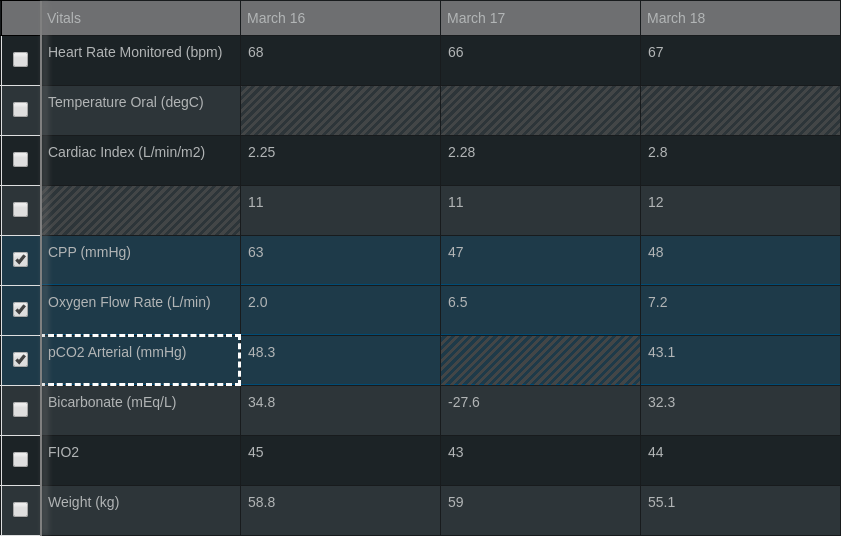 Vitals March 16 March 17 March 18
Heart Rate Monitored (bpm) 68 66 67
Temperature Oral (degC)
Cardiac Index (L/min/m2) 2.25 2.28 2.8
11 11 12
CPP (mmHg) 63 47 48
Oxygen Flow Rate (L/min) 2.0 6.5 7.2
pCO2 Arterial (mmHg) 48.3 43.1
Bicarbonate (mEq/L) 34.8 -27.6 32.3
FIO2 45 43 44
Weight (kg) 58.8 59 55.1